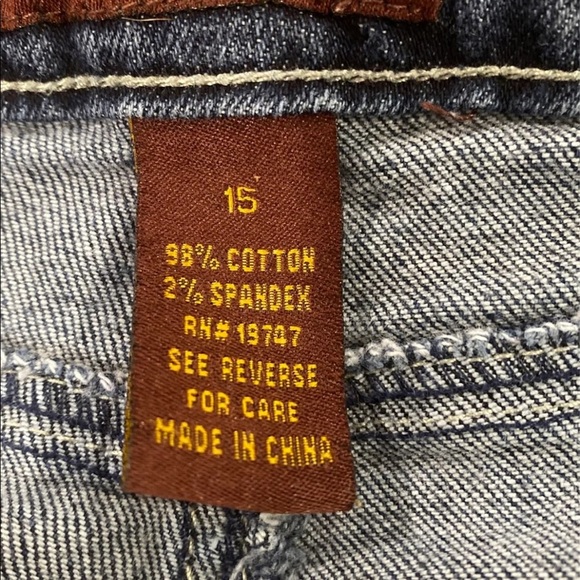 15
98% COTTON
2% SPANDEX
RN# 19747
SEE REVERSE
FOR CARE
MADE IN CHINA